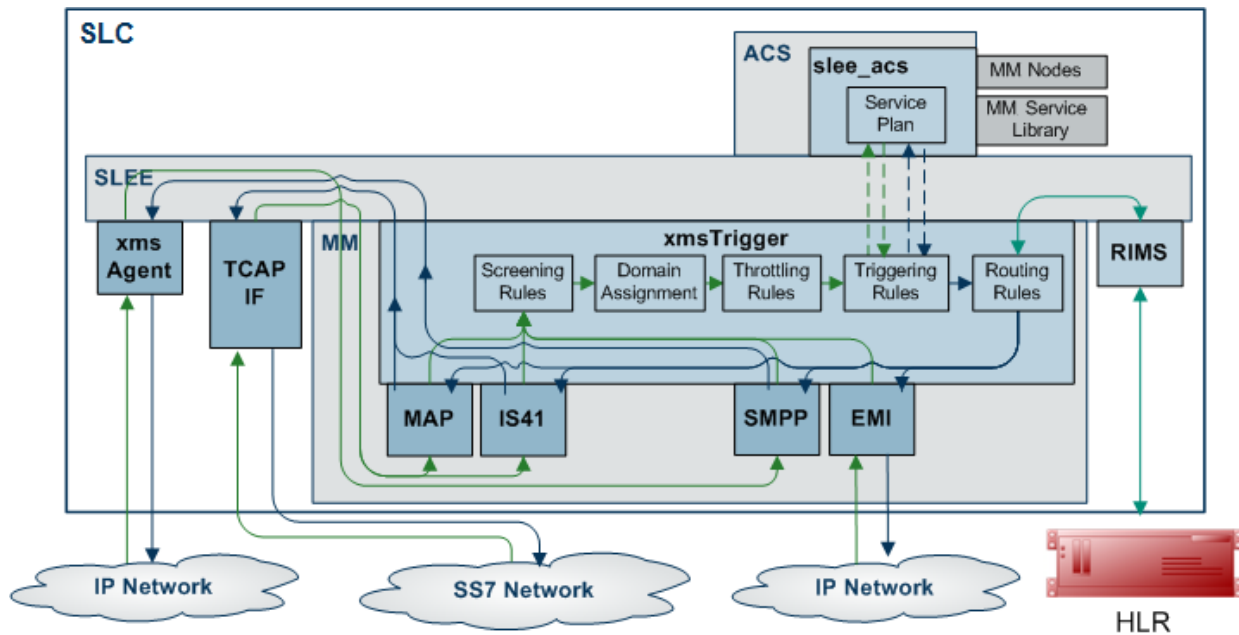 SLC
ACS
slee_acs
MM Nodes
Service
Plan
MM Service
Library
SLEE
xms
Agent
TCAP
IF
MM
xmsTrigger
RIMS
Screening
Rules
Domain
Assignment
Throttling
Rules
Triggering
Rules
Routing
Rules
MAP
IS41
SMPP
EMI
IP Network
SS7 Network
IP Network
HLR